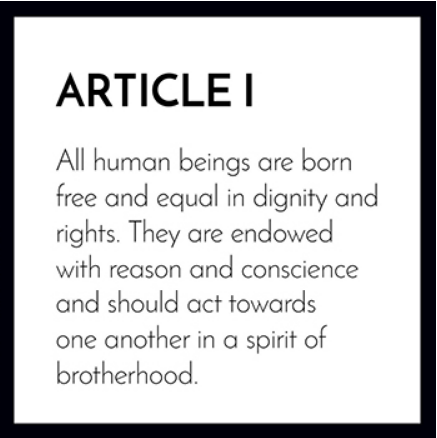 ARTICLE I
All human beings are born
free and equal in dignity and
rights. They are endowed
with reason and conscience
and should act towards
one another in a spirit of
brotherhood.